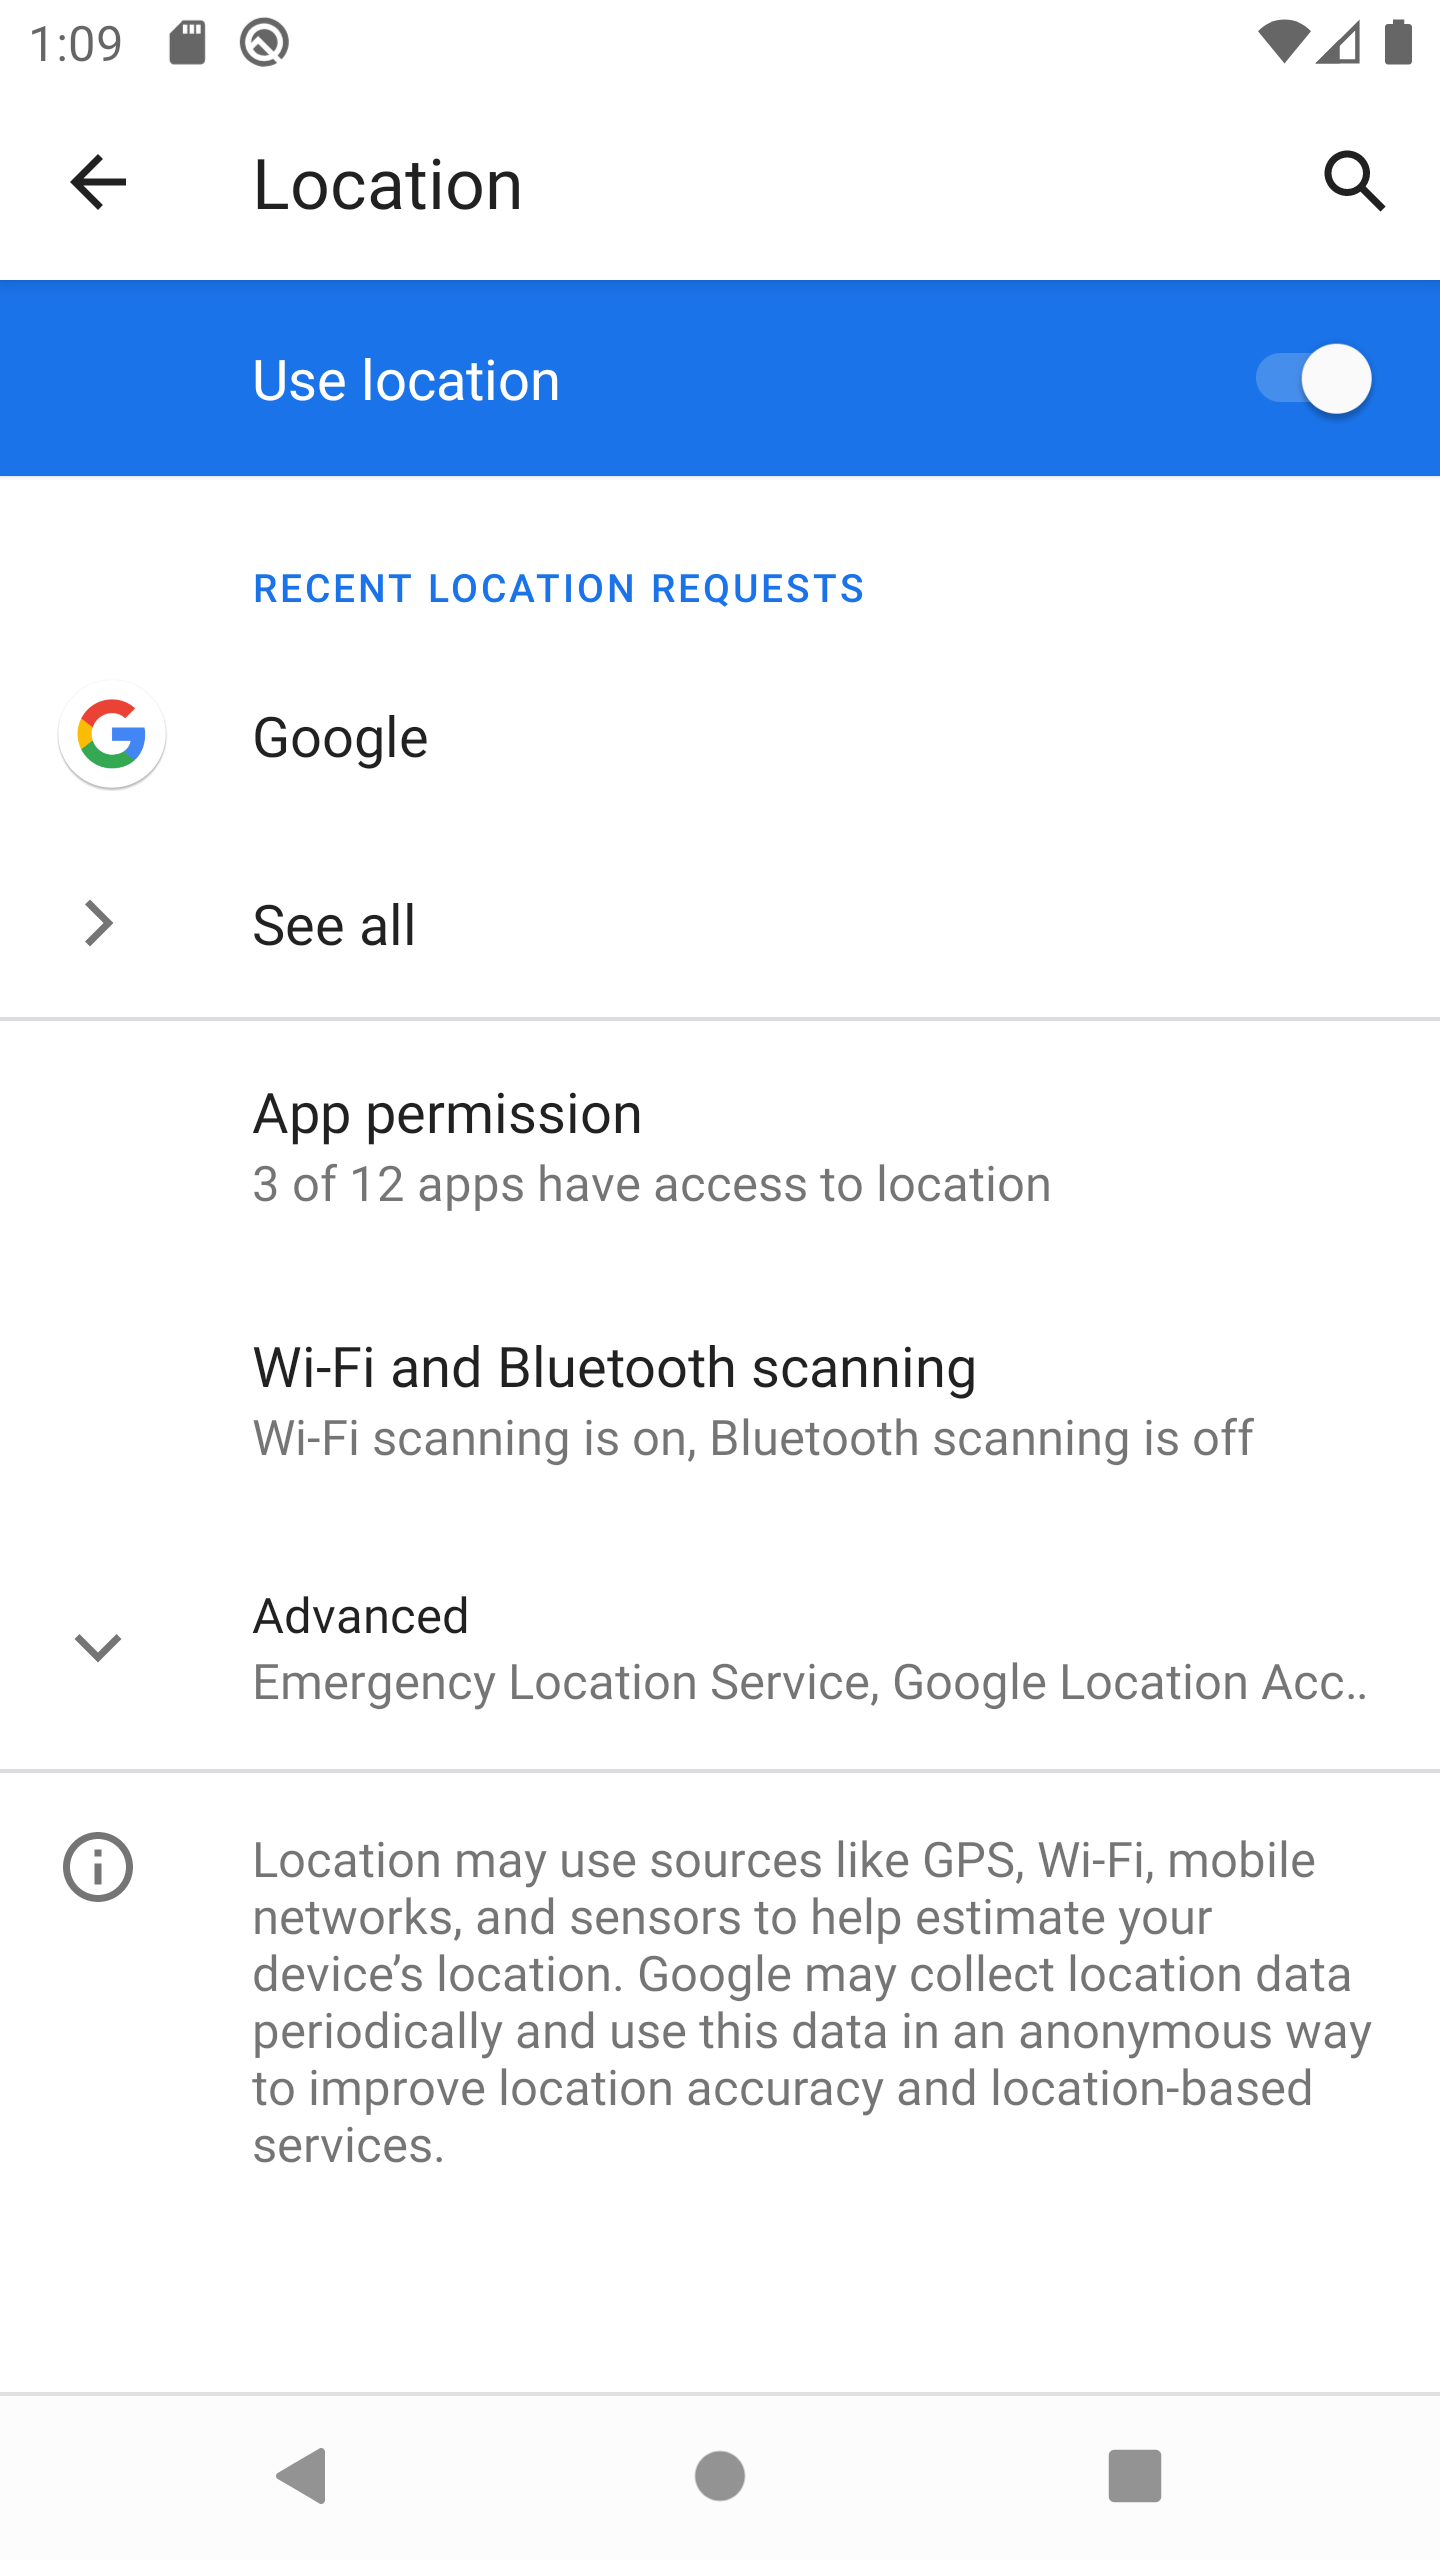 1:09
Location
Use location
RECENT LOCATION REQUESTS
Google
See all
App permission
3 of 12 apps have access to location
Wi-Fi and Bluetooth scanning
Wi-Fi scanning is on, Bluetooth scanning is off
Advanced
Emergency Location Service, Google Location Acc..
Location may use sources like GPS, Wi-Fi, mobile
networks, and sensors to help estimate your
device’s location. Google may collect location data
periodically and use this data in an anonymous way
to improve location accuracy and location-based
services.